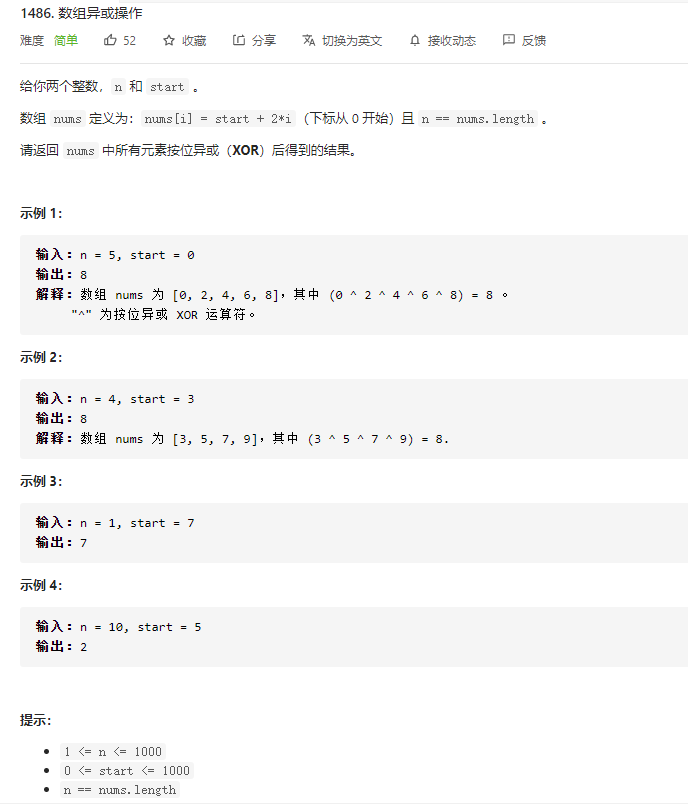 1486. 数组异或操作
难度 简单 52 收藏 分享 切换为英文 接收动态 反馈
给你两个整数，n 和 start 。
数组 nums 定义为：nums[i] = start + 2*i （下标从 0 开始）且 n == nums.length 。
请返回 nums 中所有元素按位异或（XOR）后得到的结果。
示例 1：
输入：n = 5, start = 0
输出：8
解释：数组 nums 为 [0, 2, 4, 6, 8]，其中 (0 ^ 2 ^ 4 ^ 6 ^ 8) = 8 。
"^" 为按位异或 XOR 运算符。
示例 2：
输入：n = 4, start = 3
输出：8
解释：数组 nums 为 [3, 5, 7, 9]，其中 (3 ^ 5 ^ 7 ^ 9) = 8.
示例 3：
输入：n = 1, start = 7
输出：7
示例 4：
输入：n = 10, start = 5
输出：2
提示：
• 1 <= n <= 1000
• 0 <= start <= 1000
• n == nums.length